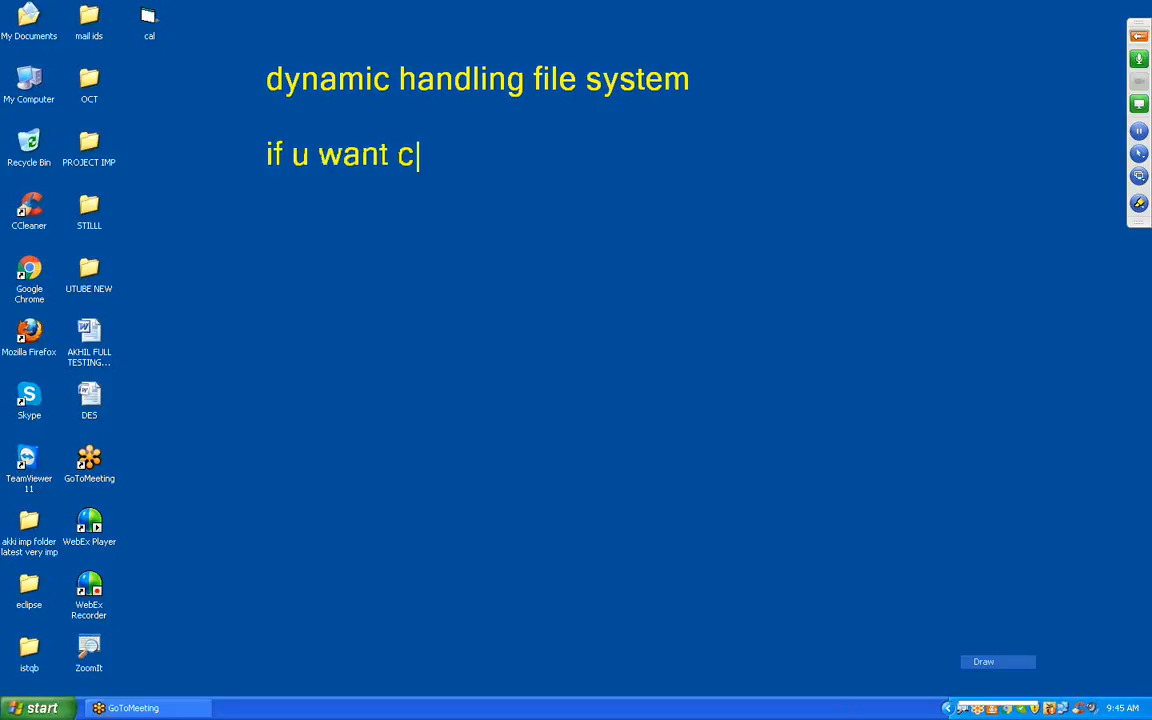 dynamic handling file system
if u want c
My Documents
mail ids
cal
My Computer
OCT
Recycle Bin
PROJECT IMP
CCleaner
STILLL
Google
Chrome
UTUBE NEW
Mozilla Firefox
AKHIL FULL
TESTING...
Skype
DES
TeamViewer
11
GoToMeeting
akki imp folder
latest very imp
WebEx Player
eclipse
WebEx
Recorder
istqb
ZoomIt
Draw
start
GoToMeeting
9:45 AM